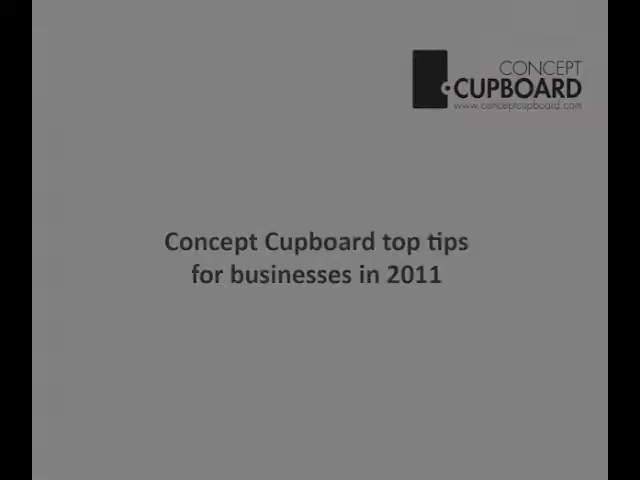 CONCEPT
CUPBOARD
www.conceptcupboard.com
Concept Cupboard top tips
for businesses in 2011